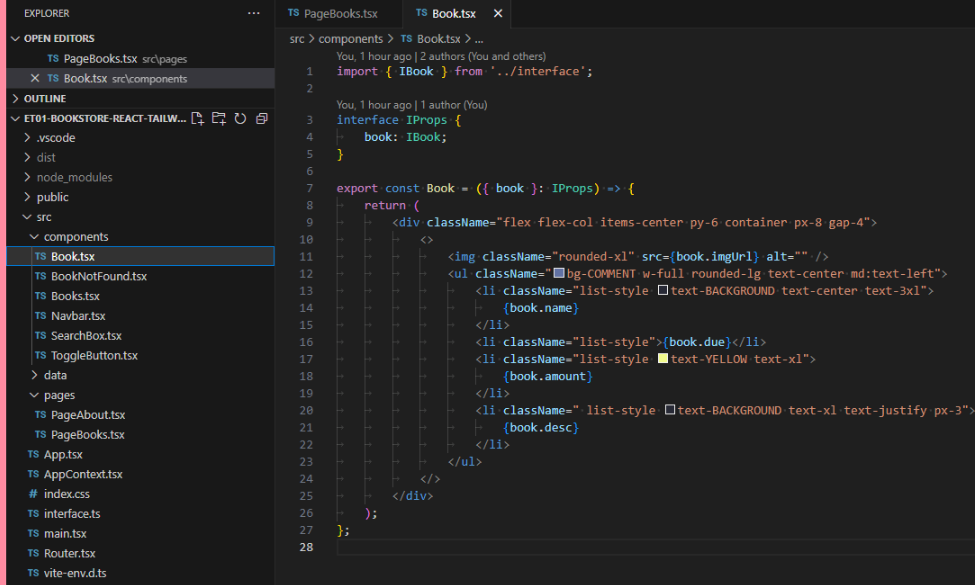 EXPLORER
OPEN EDITORS
TS PageBooks.tsx src\pages
TS Book.tsx src\components
OUTLINE
ET01-BOOKSTORE-REACT-TAILW...
.vscode
dist
node_modules
public
src
components
TS Book.tsx
TS BookNotFound.tsx
TS Books.tsx
TS Navbar.tsx
TS SearchBox.tsx
TS ToggleButton.tsx
data
pages
TS PageAbout.tsx
TS PageBooks.tsx
TS App.tsx
TS AppContext.tsx
# index.css
TS interface.ts
TS main.tsx
TS Router.tsx
TS vite-env.d.ts
TS PageBooks.tsx
TS Book.tsx
src > components > TS Book.tsx > ...
You, 1 hour ago | 2 authors (You and others)
1 import { IBook } from '../interface';
2
You, 1 hour ago | 1 author (You)
3 interface IProps {
4 book: IBook;
5 }
6
7 export const Book = ({ book }: IProps) => {
8 return (
9 <div className="flex flex-col items-center py-6 container px-8 gap-4">
10 <>
11 <img className="rounded-xl" src={book.imgUrl} alt="" />
12 <ul className="bg-COMMENT w-full rounded-lg text-center md:text-left">
13 <li className="list-style text-BACKGROUND text-center text-3xl">
14 {book.name}
15 </li>
16 <li className="list-style">{book.due}</li>
17 <li className="list-style text-YELLOW text-xl">
18 {book.amount}
19 </li>
20 <li className=" list-style text-BACKGROUND text-xl text-justify px-3">
21 {book.desc}
22 </li>
23 </ul>
24 </>
25 </div>
26 );
27 };
28